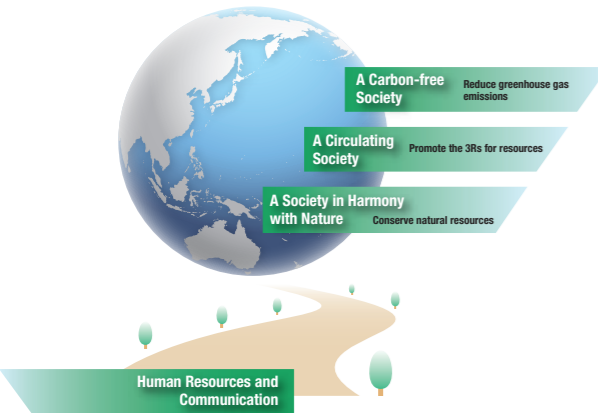 A Carbon-free
Society
Reduce greenhouse gas
emissions
A Circulating
Society
Promote the 3Rs for resources
A Society in Harmony
with Nature
Conserve natural resources
Human Resources and
Communication